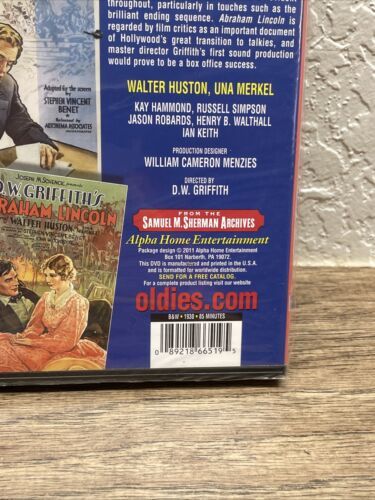 throughout, particularly in touches such as the
brilliant ending sequence. Abraham Lincoln is
regarded by film critics as an important document
of Hollywood's great transition to talkies, and
master director Griffith's first sound production
would prove to be a box office success.
WALTER HUSTON, UNA MERKEL
KAY HAMMOND, RUSSELL SIMPSON
JASON ROBARDS, HENRY B. WALTHALL
IAN KEITH
PRODUCTION DESIGNER
WILLIAM CAMERON MENZIES
DIRECTED BY
D.W. GRIFFITH
Adapted for the screen
by
STEPHEN VINCENT
BENET
JOSEPH M. SCHENCK presents
D.W. GRIFFITH'S
RAHAM LINCOLN
WALTER HUSTON
FROM THE
SAMUEL M. SHERMAN ARCHIVES
Alpha Home Entertainment
Package design © 2011 Alpha Home Entertainment
Box 101 Narberth, PA 19072.
This DVD is manufactured and printed in the U.S.A.
and is formatted for worldwide distribution.
SEND FOR A FREE CATALOG.
For a complete product listing visit our website
oldies.com
B&W • 1930 • 85 MINUTES
0 89218 66519 5